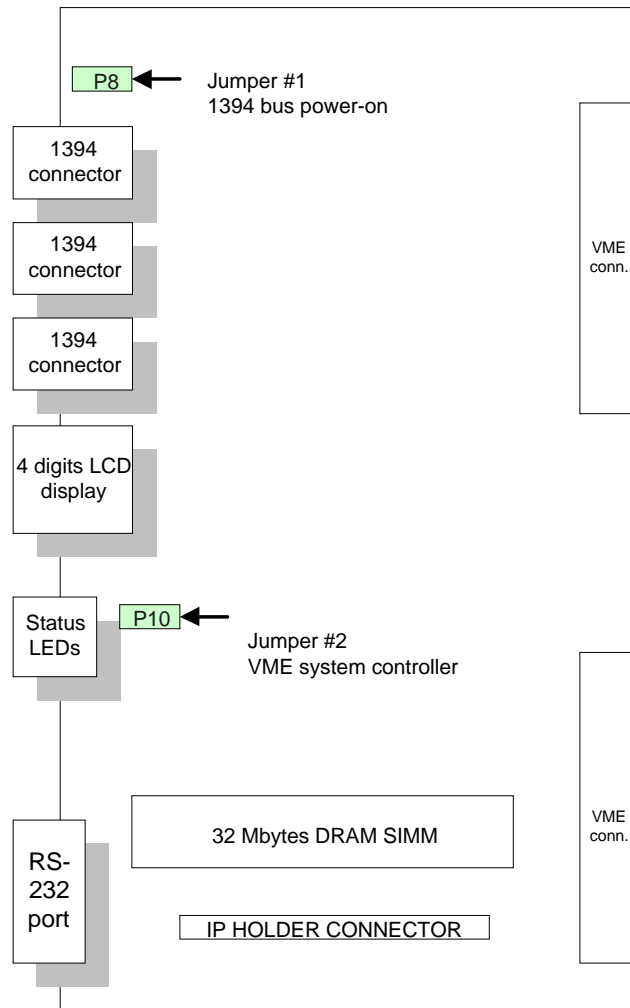 P8
Jumper #1
1394 bus power-on
1394
connector
1394
connector
VME
conn.
1394
connector
4 digits LCD
display
Status
LEDs
P10
Jumper #2
VME system controller
32 Mbytes DRAM SIMM
VME
conn.
RS-
232
port
IP HOLDER CONNECTOR